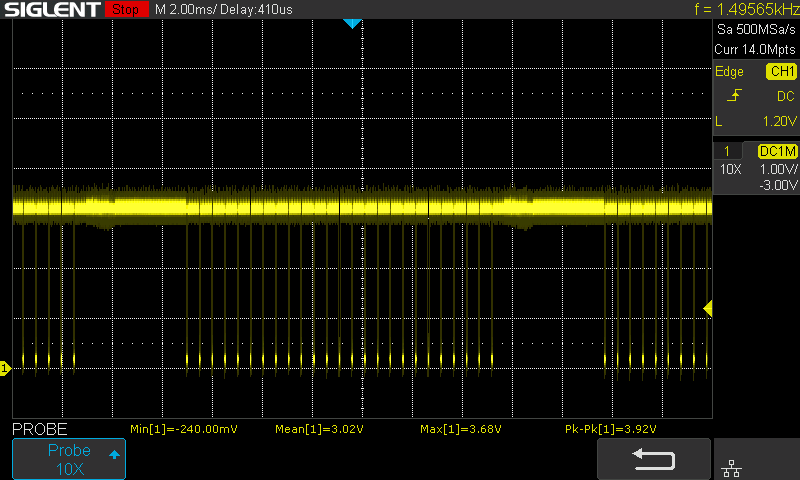 SIGLENT Stop M 2.00ms/ Delay:410us f = 1.49565kHz
Sa 500MSa/s
Curr 14.0Mpts
Edge CH1
DC
L 1.20V
1 DC1M
10X 1.00V/
-3.00V
1
PROBE Min[1]=-240.00mV Mean[1]=3.02V Max[1]=3.68V Pk-Pk[1]=3.92V
Probe
10X